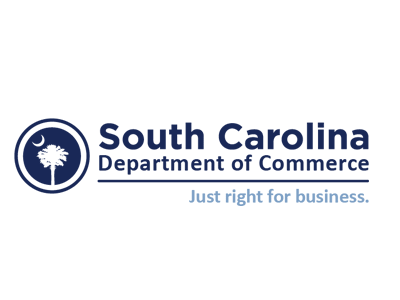 South Carolina
Department of Commerce
Just right for business.